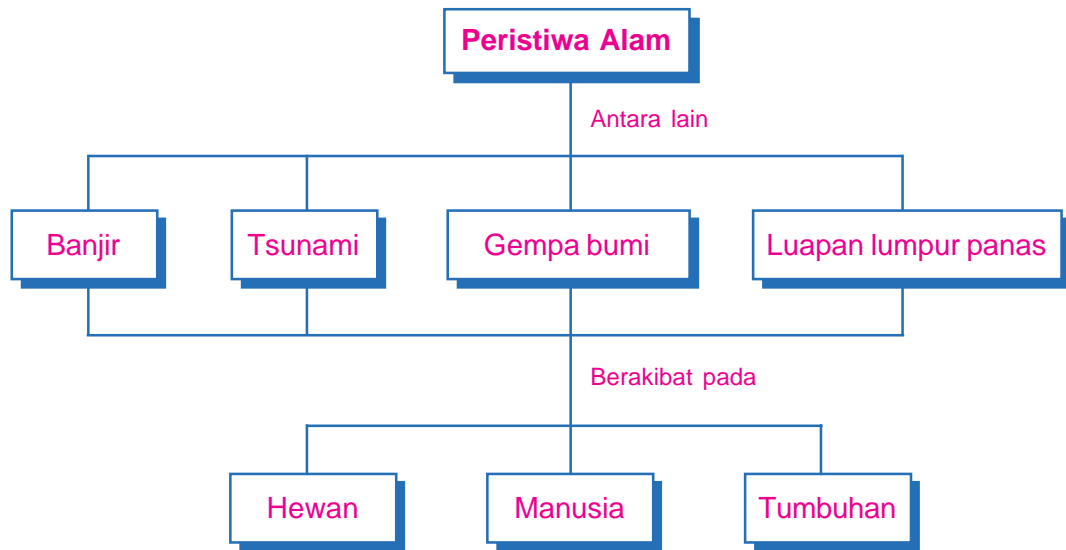 Peristiwa Alam
Antara lain
Banjir
Tsunami
Gempa bumi
Luapan lumpur panas
Berakibat pada
Hewan
Manusia
Tumbuhan